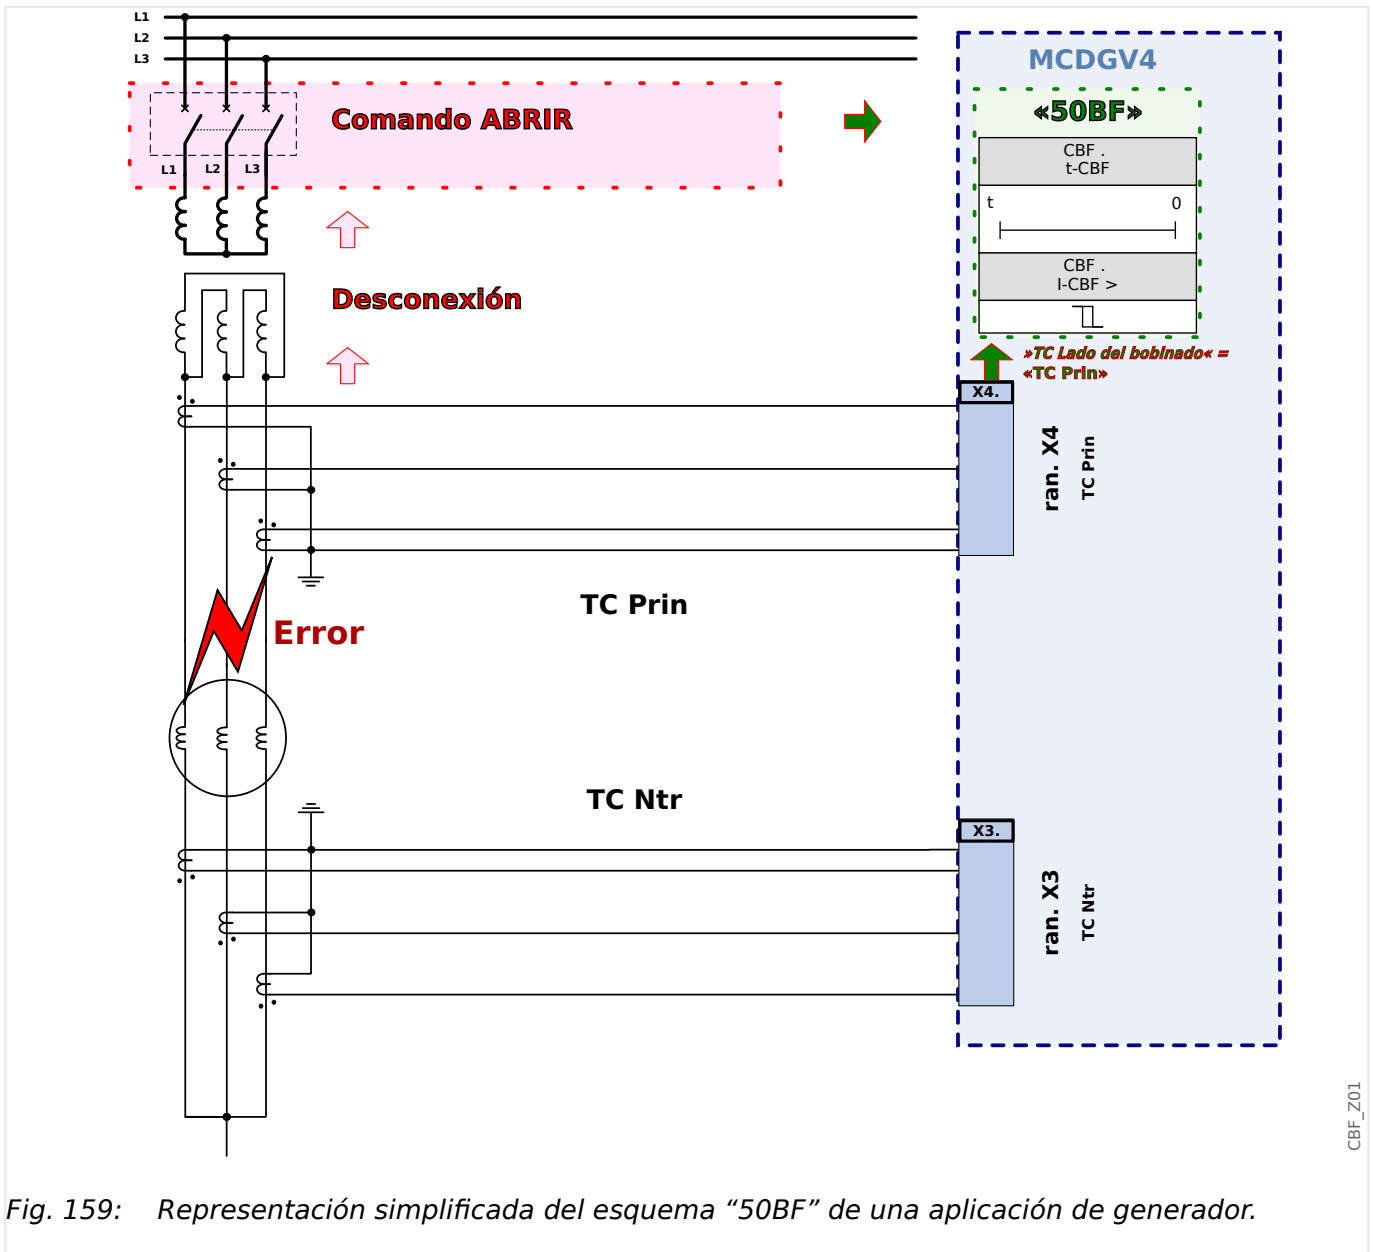 L1
L2
L3
MCDGV4
Comando ABRIR
«50BF»
CBF .
t-CBF
L1 L2 L3
t 0
CBF .
I-CBF >
Desconexión
»TC Lado del bobinado« =
«TC Prin»
X4.
ran. X4
TC Prin
TC Prin
Error
TC Ntr
X3.
ran. X3
TC Ntr
CBF_Z01
Fig. 159: Representación simplificada del esquema “50BF” de una aplicación de generador.